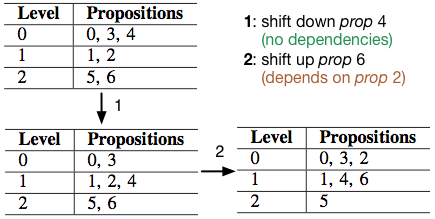 Level Propositions
0 0, 3, 4
1 1, 2
2 5, 6
1: shift down prop 4
(no dependencies)
2: shift up prop 6
(depends on prop 2)
1
Level Propositions
0 0, 3
1 1, 2, 4
2 5, 6
2
Level Propositions
0 0, 3, 2
1 1, 4, 6
2 5